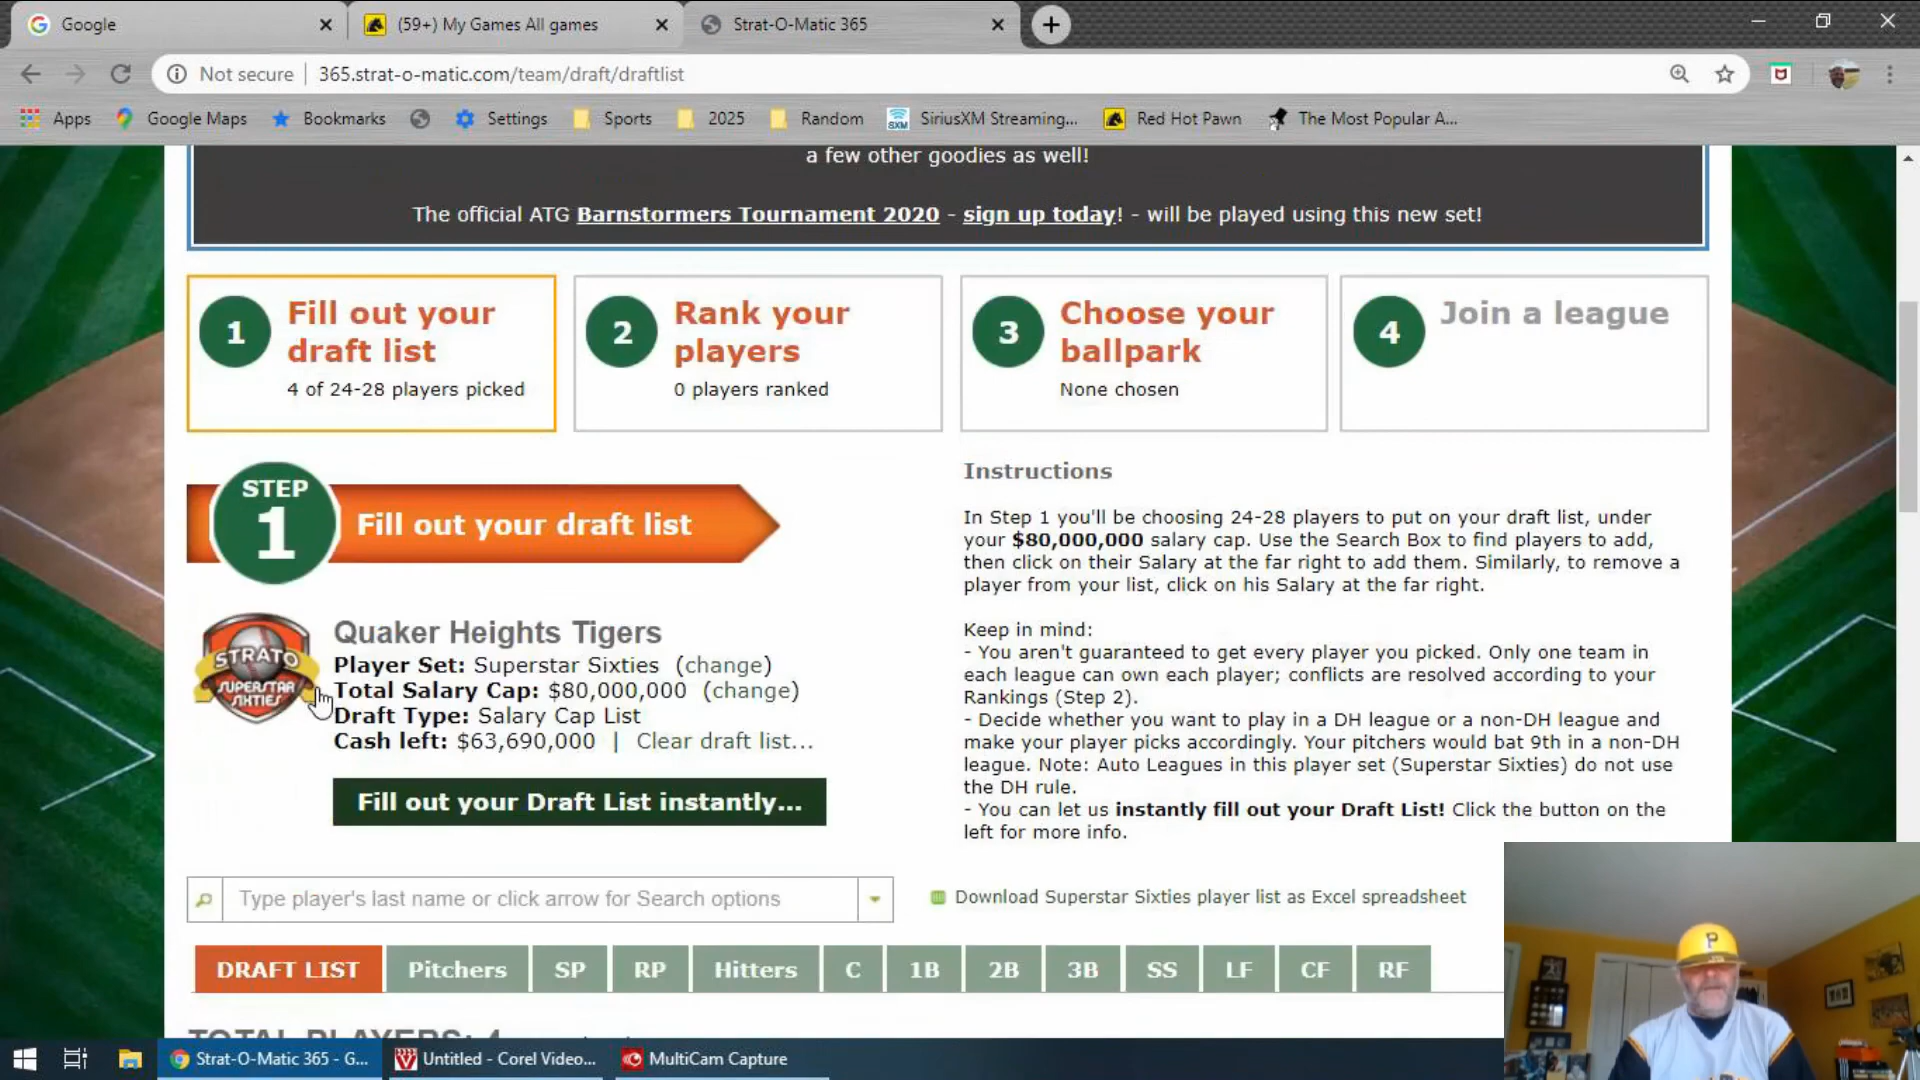 Google
(59+) My Games All games
Strat-O-Matic 365
Not secure
365.strat-o-matic.com/team/draft/draftlist
Apps
Google Maps
Bookmarks
Settings
Sports
2025
Random
SXM
SiriusXM Streaming...
Red Hot Pawn
The Most Popular A...
a few other goodies as well!
The official ATG Barnstormers Tournament 2020 - sign up today! - will be played using this new set!
1
Fill out your
draft list
4 of 24-28 players picked
2
Rank your
players
0 players ranked
3
Choose your
ballpark
None chosen
4
Join a league
STEP
1
Fill out your draft list
STRATO
SUPERSTAR
SIXTIES
Quaker Heights Tigers
Player Set: Superstar Sixties (change)
Total Salary Cap: $80,000,000 (change)
Draft Type: Salary Cap List
Cash left: $63,690,000 | Clear draft list...
Fill out your Draft List instantly...
Instructions
In Step 1 you'll be choosing 24-28 players to put on your draft list, under
your $80,000,000 salary cap. Use the Search Box to find players to add,
then click on their Salary at the far right to add them. Similarly, to remove a
player from your list, click on his Salary at the far right.
Keep in mind:
- You aren't guaranteed to get every player you picked. Only one team in
each league can own each player; conflicts are resolved according to your
Rankings (Step 2).
- Decide whether you want to play in a DH league or a non-DH league and
make your player picks accordingly. Your pitchers would bat 9th in a non-DH
league. Note: Auto Leagues in this player set (Superstar Sixties) do not use
the DH rule.
- You can let us instantly fill out your Draft List! Click the button on the
left for more info.
Type player's last name or click arrow for Search options
Download Superstar Sixties player list as Excel spreadsheet
DRAFT LIST
Pitchers
SP
RP
Hitters
C
1B
2B
3B
SS
LF
CF
RF
TOTAL PLAYERS: 4
P
Strat-O-Matic 365 - G...
Untitled - Corel Video...
MultiCam Capture